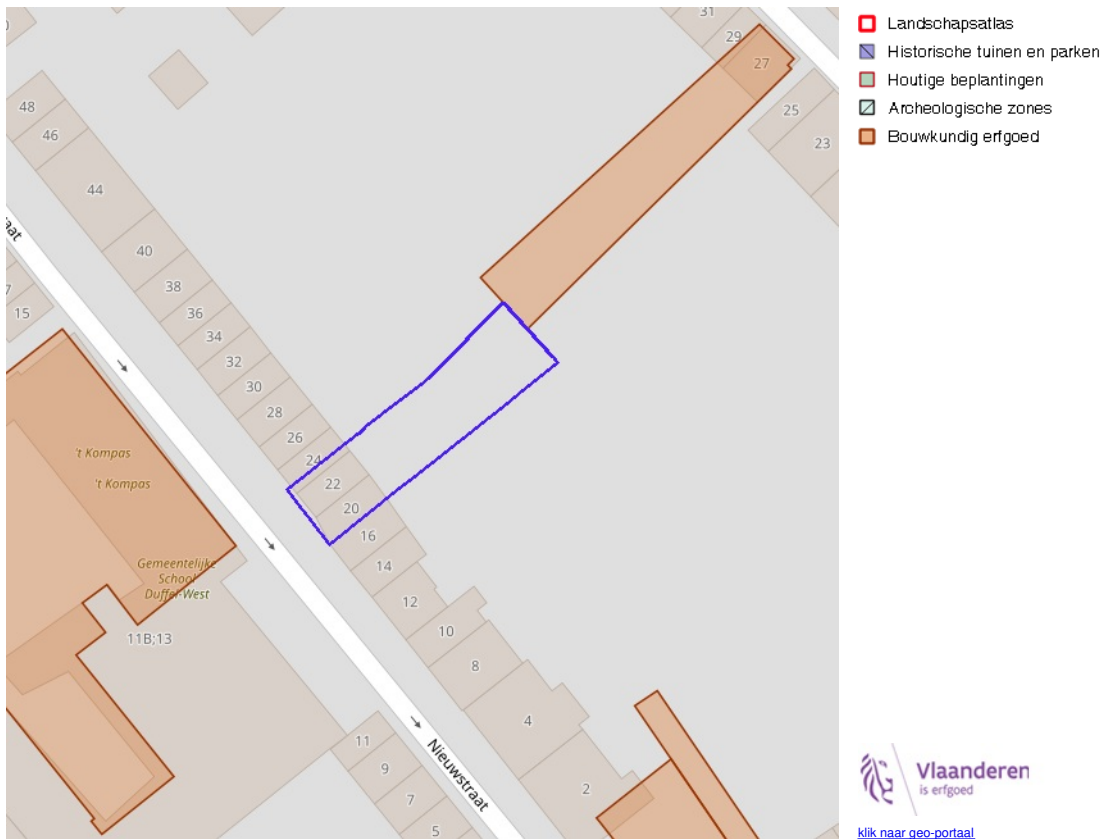 31
29
27
25
23
48
46
44
40
38
36
34
32
30
28
26
24
22
20
16
14
12
10
8
4
2
15
't Kompas
't Kompas
Gemeentelijke
School
Duffel-West
11B;13
11
9
7
5
Nieuwstraat
Landschapsatlas
Historische tuinen en parken
Houtige beplantingen
Archeologische zones
Bouwkundig erfgoed
Vlaanderen
is erfgoed
klik naar geo-portaal